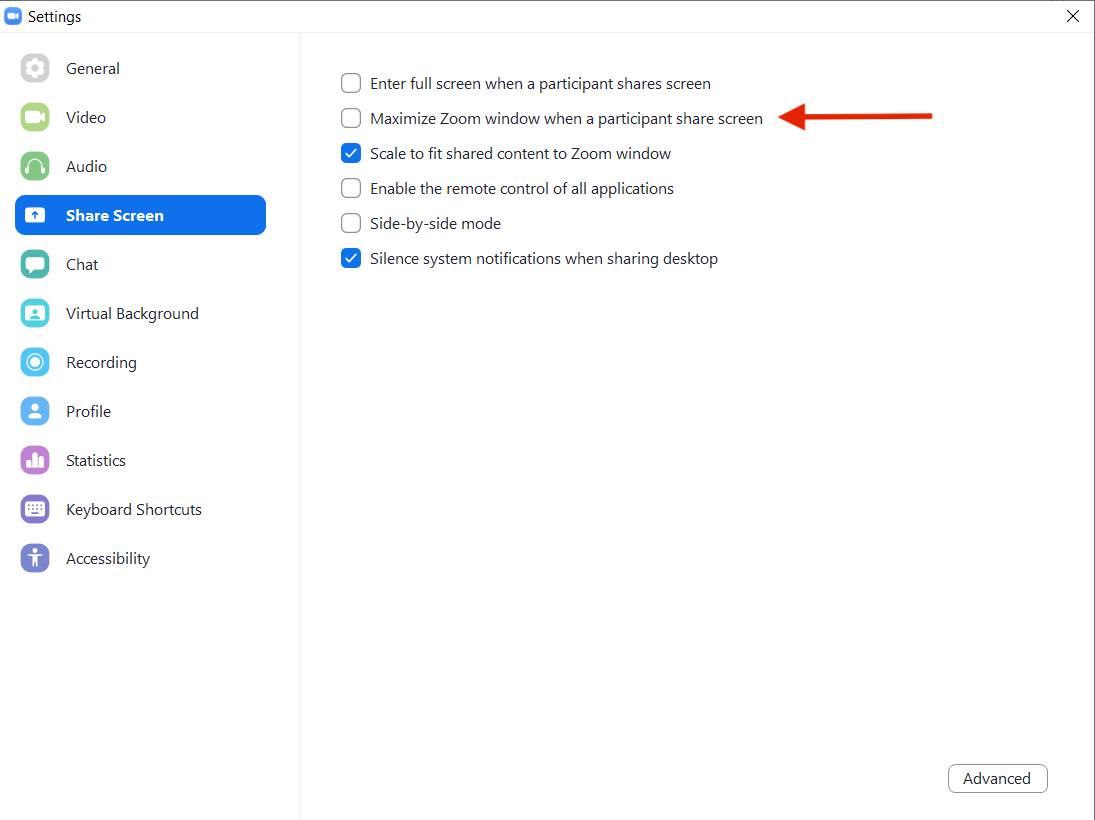 Settings
General
Video
Audio
Share Screen
Chat
Virtual Background
Recording
Profile
Statistics
Keyboard Shortcuts
Accessibility
Enter full screen when a participant shares screen
Maximize Zoom window when a participant share screen
Scale to fit shared content to Zoom window
Enable the remote control of all applications
Side-by-side mode
Silence system notifications when sharing desktop
Advanced